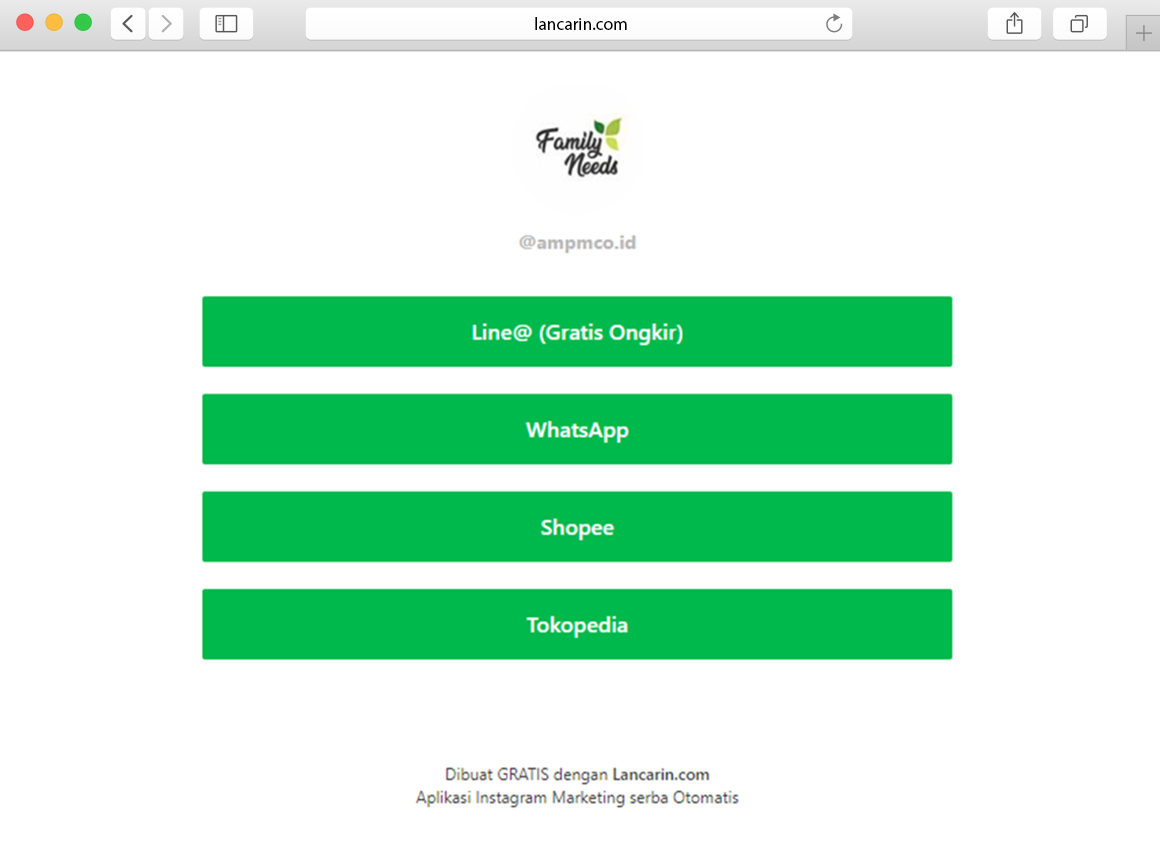 lancarin.com
Family
Needs
@ampmco.id
Line@ (Gratis Ongkir)
WhatsApp
Shopee
Tokopedia
Dibuat GRATIS dengan Lancarin.com
Aplikasi Instagram Marketing serba Otomatis